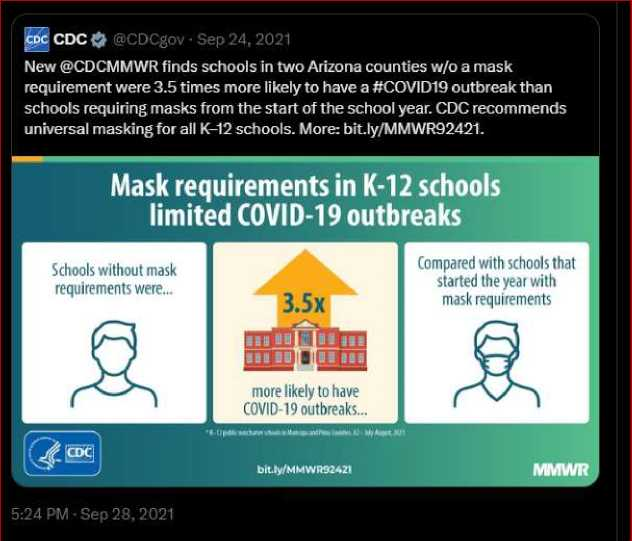 CDC @CDCgov · Sep 24, 2021
New @CDCMMWR finds schools in two Arizona counties w/o a mask
requirement were 3.5 times more likely to have a #COVID19 outbreak than
schools requiring masks from the start of the school year. CDC recommends
universal masking for all K–12 schools. More: bit.ly/MMWR92421.
Mask requirements in K-12 schools
limited COVID-19 outbreaks
Schools without mask
requirements were...
3.5x
more likely to have
COVID-19 outbreaks...
Compared with schools that
started the year with
mask requirements
* K-12 public noncharter schools in Maricopa and Pima Counties, AZ – July-August, 2021
CDC
bit.ly/MMWR92421
MMWR
5:24 PM · Sep 28, 2021